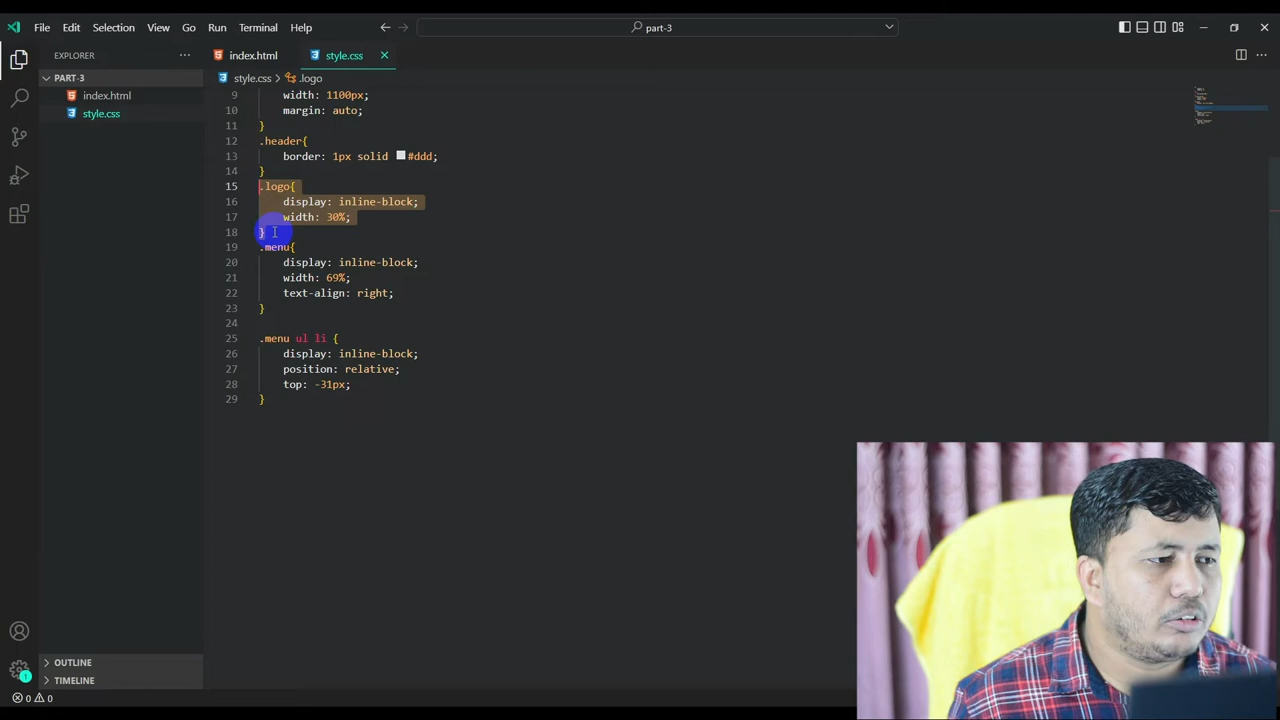 File Edit Selection View Go Run Terminal Help
part-3
EXPLORER
index.html
style.css
PART-3
style.css > .logo
index.html
style.css
9 width: 1100px;
10 margin: auto;
11 }
12 .header{
13 border: 1px solid #ddd;
14 }
15 .logo{
16 display: inline-block;
17 width: 30%;
18 }
19 .menu{
20 display: inline-block;
21 width: 69%;
22 text-align: right;
23 }
24
25 .menu ul li {
26 display: inline-block;
27 position: relative;
28 top: -31px;
29 }
OUTLINE
1
TIMELINE
0 0